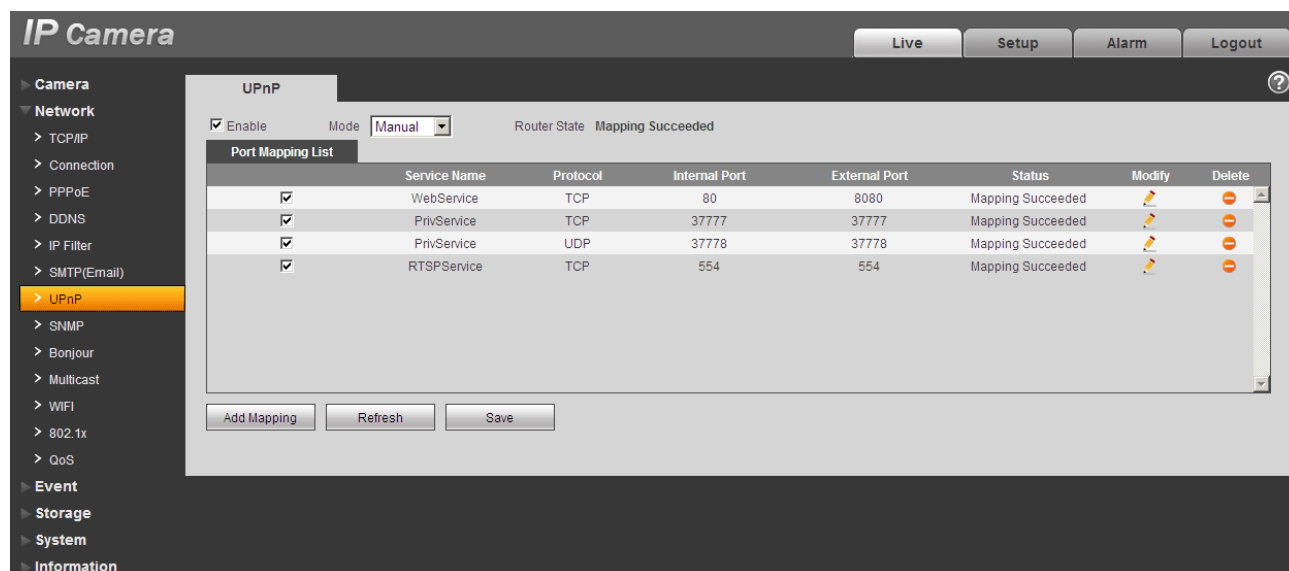 IP Camera
Live Setup Alarm Logout
Camera
UPnP
?
Network
Enable Mode Manual Router State Mapping Succeeded
TCP/IP
Port Mapping List
Connection
Service Name Protocol Internal Port External Port Status Modify Delete
PPPoE
WebService TCP 80 8080 Mapping Succeeded
DDNS
PrivService TCP 37777 37777 Mapping Succeeded
IP Filter
PrivService UDP 37778 37778 Mapping Succeeded
SMTP(Email)
RTSPService TCP 554 554 Mapping Succeeded
UPnP
SNMP
Bonjour
Multicast
WIFI
Add Mapping Refresh Save
802.1x
QoS
Event
Storage
System
Information